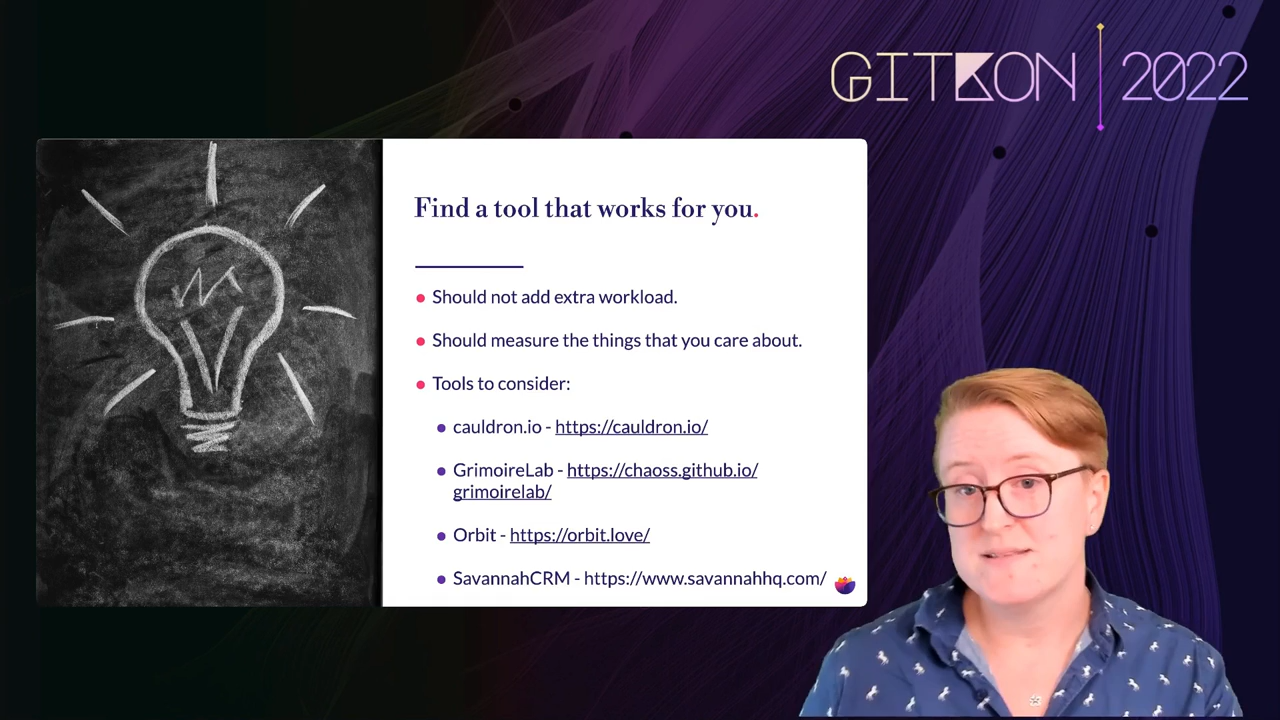 GITKON | 2022
Find a tool that works for you.
Should not add extra workload.
Should measure the things that you care about.
Tools to consider:
cauldron.io - https://cauldron.io/
GrimoireLab - https://chaoss.github.io/
grimoirelab/
Orbit - https://orbit.love/
SavannahCRM - https://www.savannahhq.com/